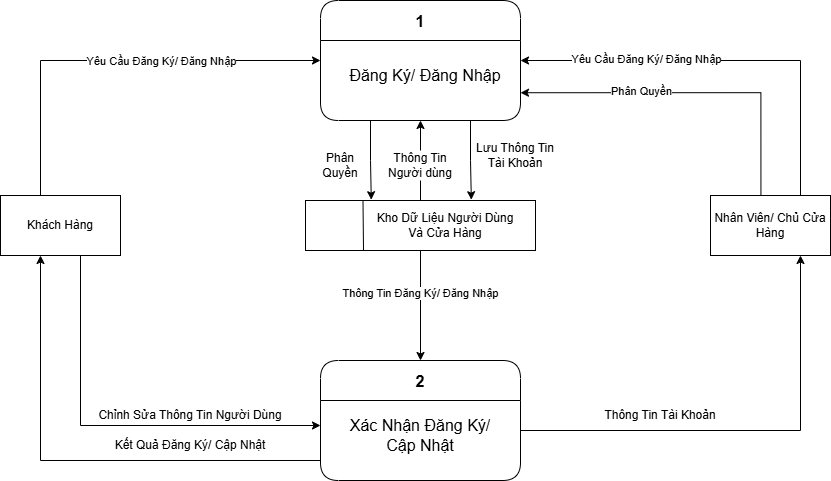 1
Yêu Cầu Đăng Ký/ Đăng Nhập
Đăng Ký/ Đăng Nhập
Yêu Cầu Đăng Ký/ Đăng Nhập
Phân Quyền
Phân
Quyền
Thông Tin
Người dùng
Lưu Thông Tin
Tài Khoản
Khách Hàng
Kho Dữ Liệu Người Dùng
Và Cửa Hàng
Nhân Viên/ Chủ Cửa
Hàng
Thông Tin Đăng Ký/ Đăng Nhập
2
Chỉnh Sửa Thông Tin Người Dùng
Xác Nhận Đăng Ký/
Cập Nhật
Thông Tin Tài Khoản
Kết Quả Đăng Ký/ Cập Nhật